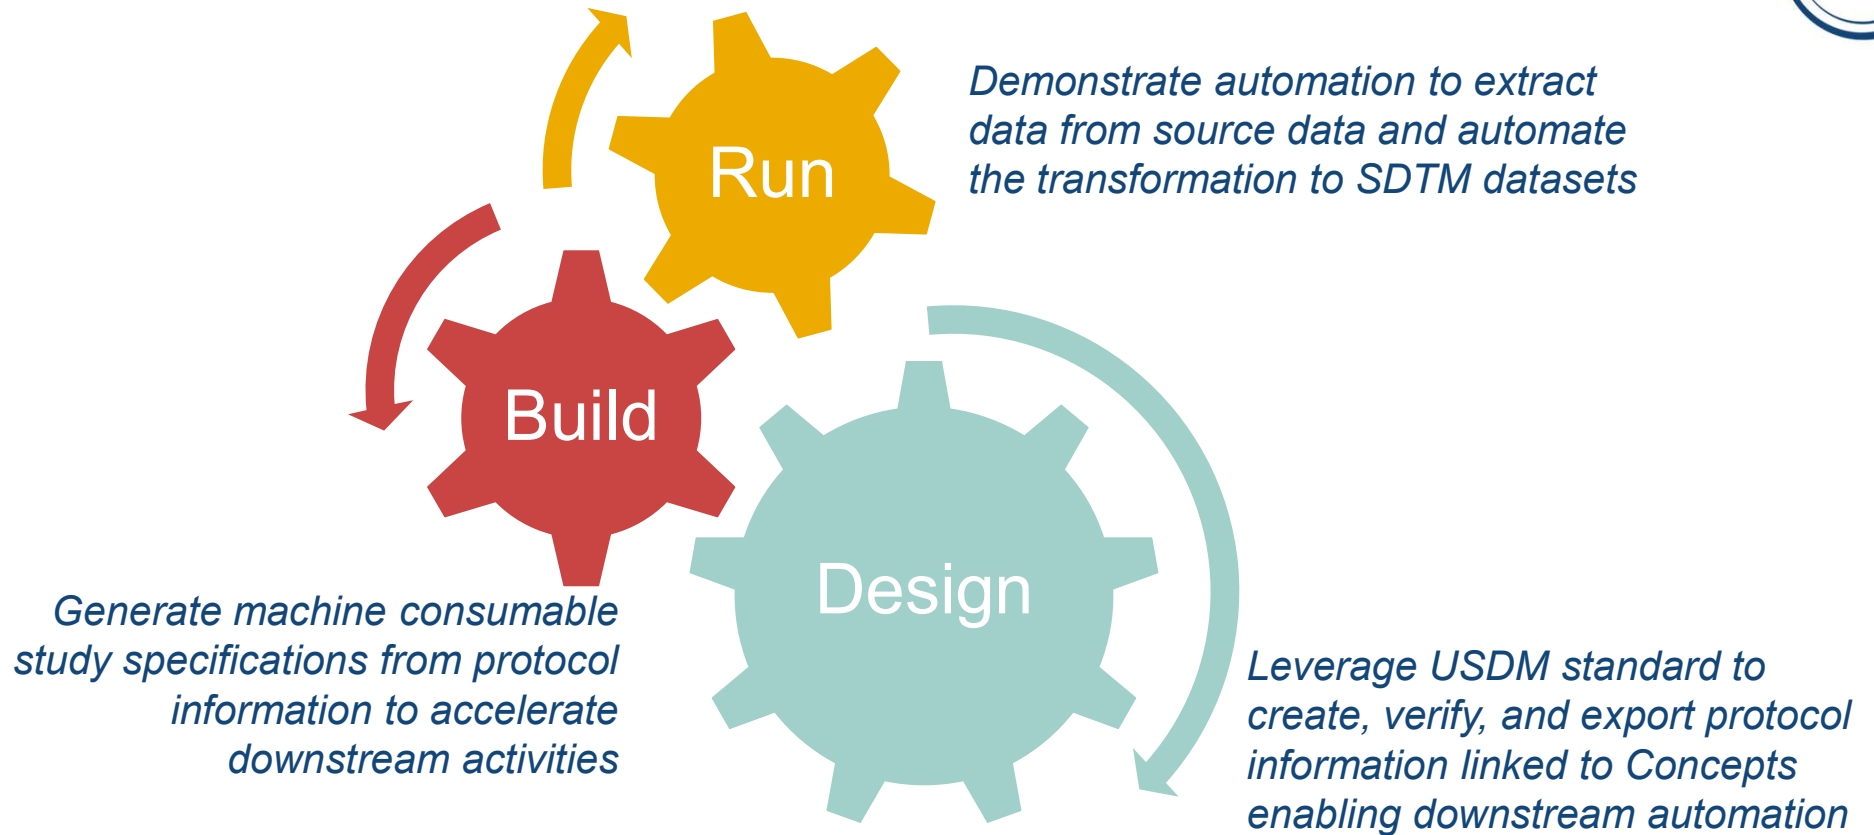 Run
Demonstrate automation to extract
data from source data and automate
the transformation to SDTM datasets
Build
Generate machine consumable
study specifications from protocol
information to accelerate
downstream activities
Design
Leverage USDM standard to
create, verify, and export protocol
information linked to Concepts
enabling downstream automation